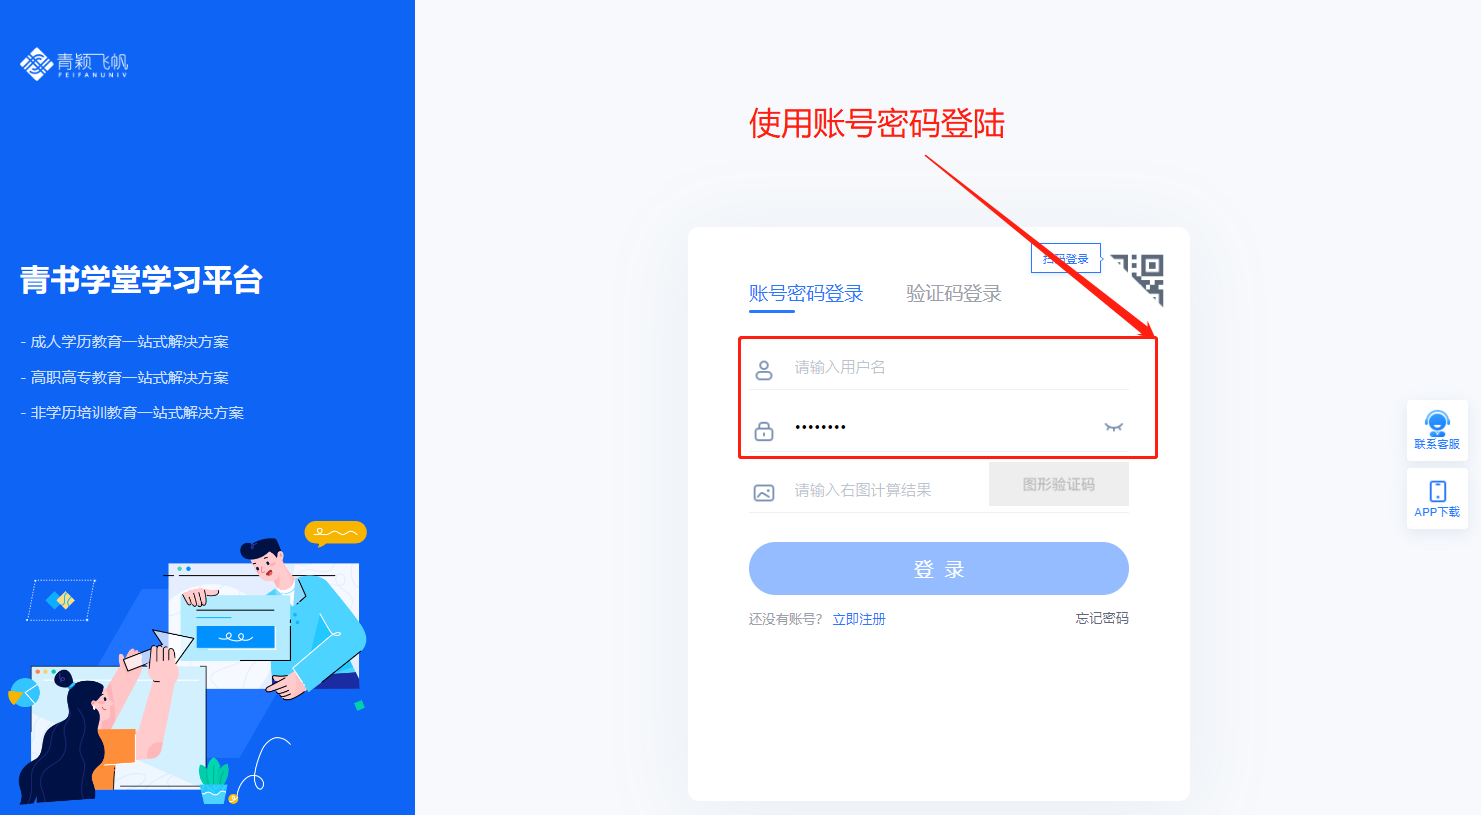 青颖飞帆
FEIFANUNIV
青书学堂学习平台
- 成人学历教育一站式解决方案
- 高职高专教育一站式解决方案
- 非学历培训教育一站式解决方案
使用账号密码登陆
扫码登录
账号密码登录 验证码登录
请输入用户名
••••••••
请输入右图计算结果 图形验证码
登 录
还没有账号？ 立即注册 忘记密码
联系客服
APP下载